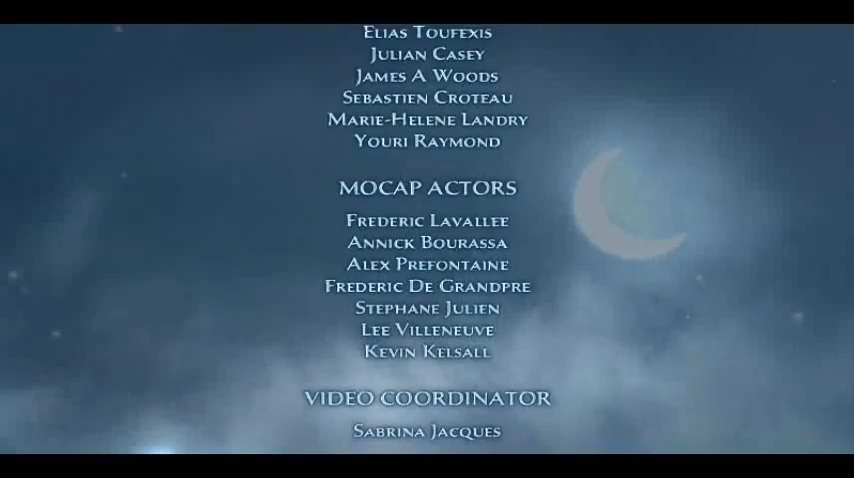 Elias Toufexis
Julian Casey
James A Woods
Sebastien Croteau
Marie-Helene Landry
Youri Raymond
MOCAP ACTORS
Frederic Lavallee
Annick Bourassa
Alex Prefontaine
Frederic De Grandpre
Stephane Julien
Lee Villeneuve
Kevin Kelsall
VIDEO COORDINATOR
Sabrina Jacques